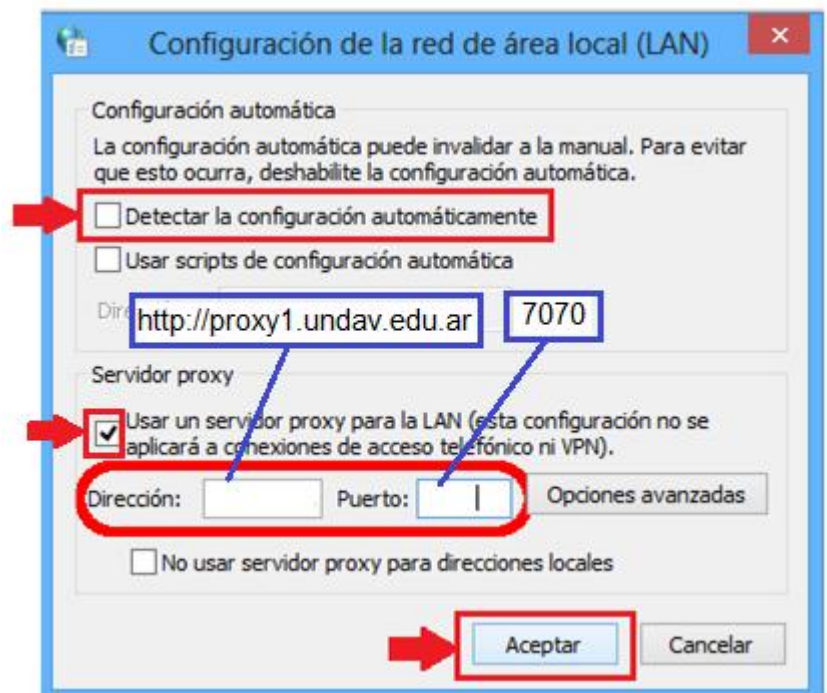 Configuración de la red de área local (LAN)
Configuración automática
La configuración automática puede invalidar a la manual. Para evitar
que esto ocurra, deshabilite la configuración automática.
Detectar la configuración automáticamente
Usar scripts de configuración automática
http://proxy1.undav.edu.ar
7070
Servidor proxy
Usar un servidor proxy para la LAN (esta configuración no se
aplicará a conexiones de acceso telefónico ni VPN).
Dirección:
Puerto:
Opciones avanzadas
No usar servidor proxy para direcciones locales
Aceptar
Cancelar